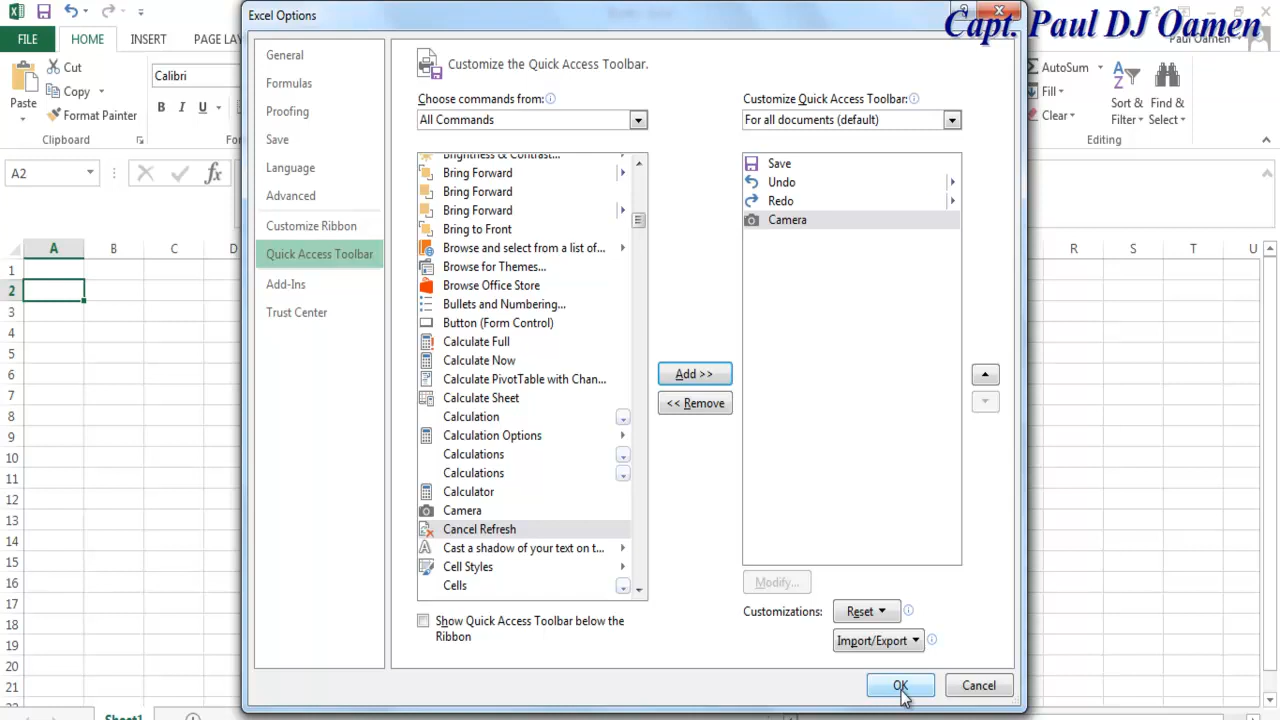 Excel Options
Capt. Paul DJ Oamen
FILE
HOME
INSERT
PAGE LAY
Paul Oamen
Cut
Copy
Format Painter
Paste
Clipboard
Calibri
B I U
For
AutoSum
Fill
Clear
Sort &
Filter
Find &
Select
Editing
A2
fx
General
Formulas
Proofing
Save
Language
Advanced
Customize Ribbon
Quick Access Toolbar
Add-Ins
Trust Center
Customize the Quick Access Toolbar.
Choose commands from:
All Commands
Brightness & Contrast...
Bring Forward
Bring Forward
Bring Forward
Bring to Front
Browse and select from a list of...
Browse for Themes...
Browse Office Store
Bullets and Numbering...
Button (Form Control)
Calculate Full
Calculate Now
Calculate PivotTable with Chan...
Calculate Sheet
Calculation
Calculation Options
Calculations
Calculations
Calculator
Camera
Cancel Refresh
Cast a shadow of your text on t...
Cell Styles
Cells
Show Quick Access Toolbar below the
Ribbon
Add >>
<< Remove
Customize Quick Access Toolbar:
For all documents (default)
Save
Undo
Redo
Camera
Modify...
Customizations:
Reset
Import/Export
OK
Cancel
A B C D
R S T U
1
2
3
4
5
6
7
8
9
10
11
12
13
14
15
16
17
18
19
20
21
Sheet1